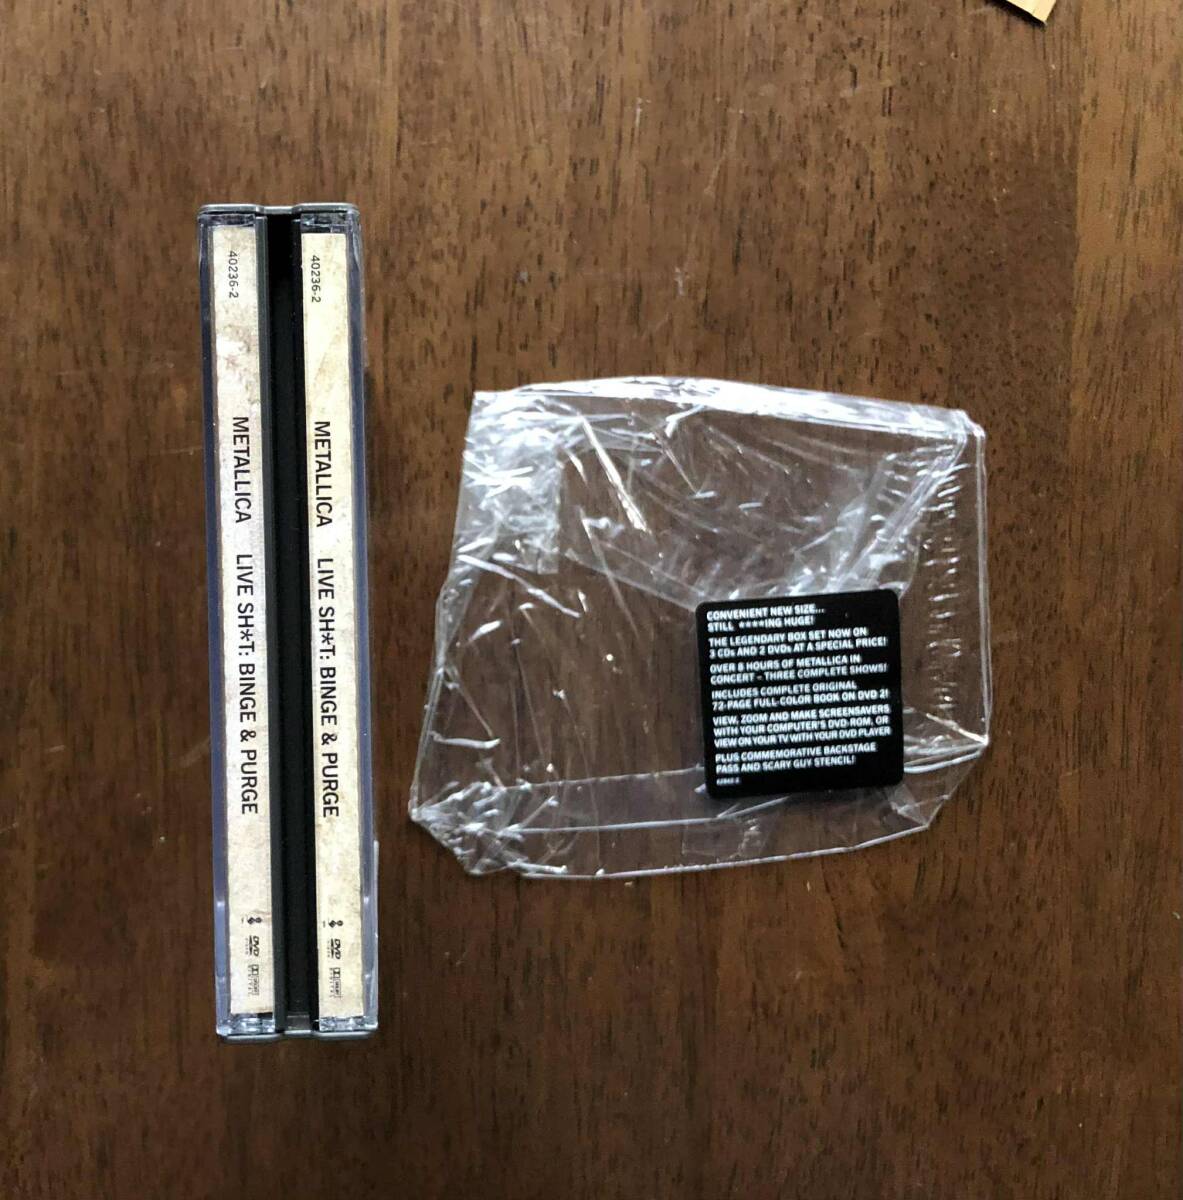 40236-2 METALLICA LIVE SH*T: BINGE & PURGE DVD
40236-2 METALLICA LIVE SH*T: BINGE & PURGE DVD
CONVENIENT NEW SIZE...
STILL ****ING HUGE!
THE LEGENDARY BOX SET NOW ON
3 CDs AND 2 DVDs AT A SPECIAL PRICE!
OVER 8 HOURS OF METALLICA IN
CONCERT – THREE COMPLETE SHOWS!
INCLUDES COMPLETE ORIGINAL
72-PAGE FULL-COLOR BOOK ON DVD 2!
VIEW, ZOOM AND MAKE SCREENSAVERS
WITH YOUR COMPUTER'S DVD-ROM, OR
VIEW ON YOUR TV WITH YOUR DVD PLAYER
PLUS COMMEMORATIVE BACKSTAGE
PASS AND SCARY GUY STENCIL!